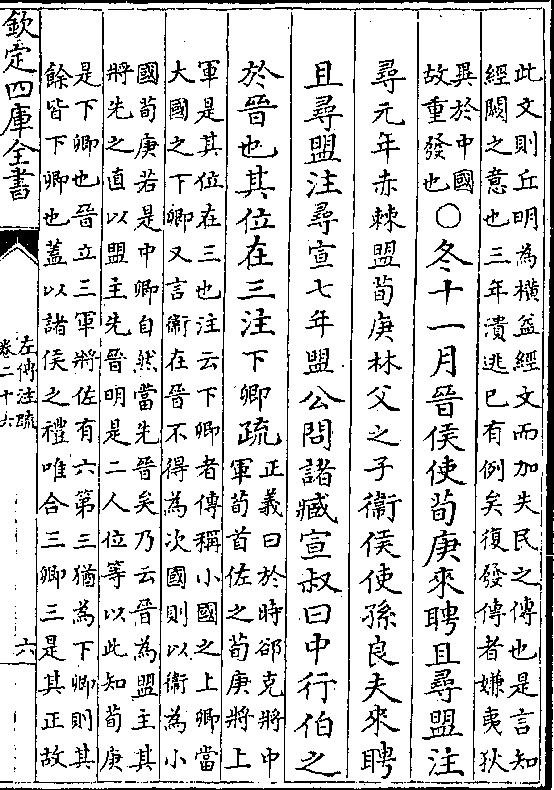 此文則丘明為横益經文而加失民之傳也是言知
經闕之意也三年潰逃已有例矣復發傳者嫌夷狄
異於中國
故重發也
○冬十一月晉侯使荀庚來聘且尋盟注
尋元年赤棘盟荀庚林父之子衞侯使孫良夫來聘
且尋盟注尋宣七年盟公問諸臧宣叔曰中行伯之
於晉也其位在三注下卿疏
正義曰於時郤克將中
軍荀首佐之荀庚將上
軍是其位在三也注云下卿者傳稱小國之上卿當
大國之下卿又言衞在晉不得為次國則以衞為小
國荀庚若是中卿自然當先晉矣乃云晉為盟主其
將先之直以盟主先晉明是二人位等以此知荀庚
是下卿也晉立三軍將佐有六第三猶為下卿則其
餘皆下卿也蓋以諸侯之禮唯合三卿三是其正故
欽定四庫全書
左傳注疏
卷二十六
六